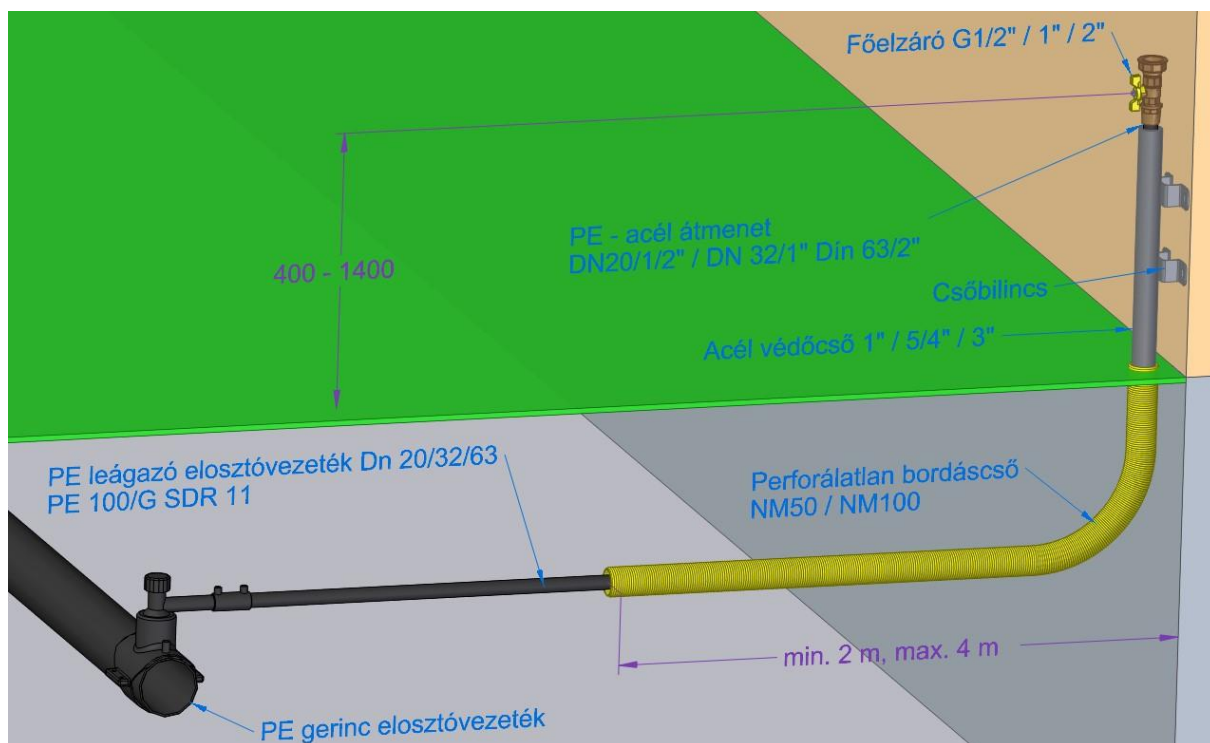 Főelzáró G1/2" / 1" / 2"
PE - acél átmenet
DN20/1/2" / DN 32/1" Dín 63/2"
400 - 1400
Csőbilincs
Acél védőcső 1" / 5/4" / 3"
PE leágazó elosztóvezeték Dn 20/32/63
PE 100/G SDR 11
Perforálatlan bordáscső
NM50 / NM100
min. 2 m, max. 4 m
PE gerinc elosztóvezeték